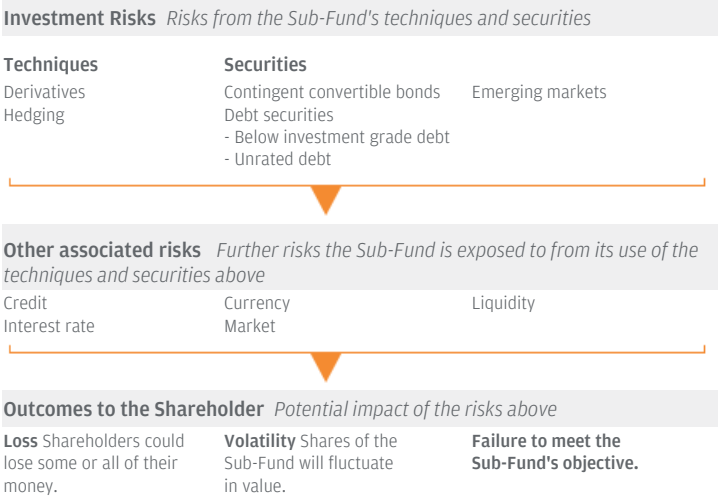 Investment Risks Risks from the Sub-Fund's techniques and securities
Techniques
Derivatives
Hedging
Securities
Contingent convertible bonds
Debt securities
- Below investment grade debt
- Unrated debt
Emerging markets
Other associated risks Further risks the Sub-Fund is exposed to from its use of the
techniques and securities above
Credit
Interest rate
Currency
Market
Liquidity
Outcomes to the Shareholder Potential impact of the risks above
Loss Shareholders could
lose some or all of their
money.
Volatility Shares of the
Sub-Fund will fluctuate
in value.
Failure to meet the
Sub-Fund's objective.